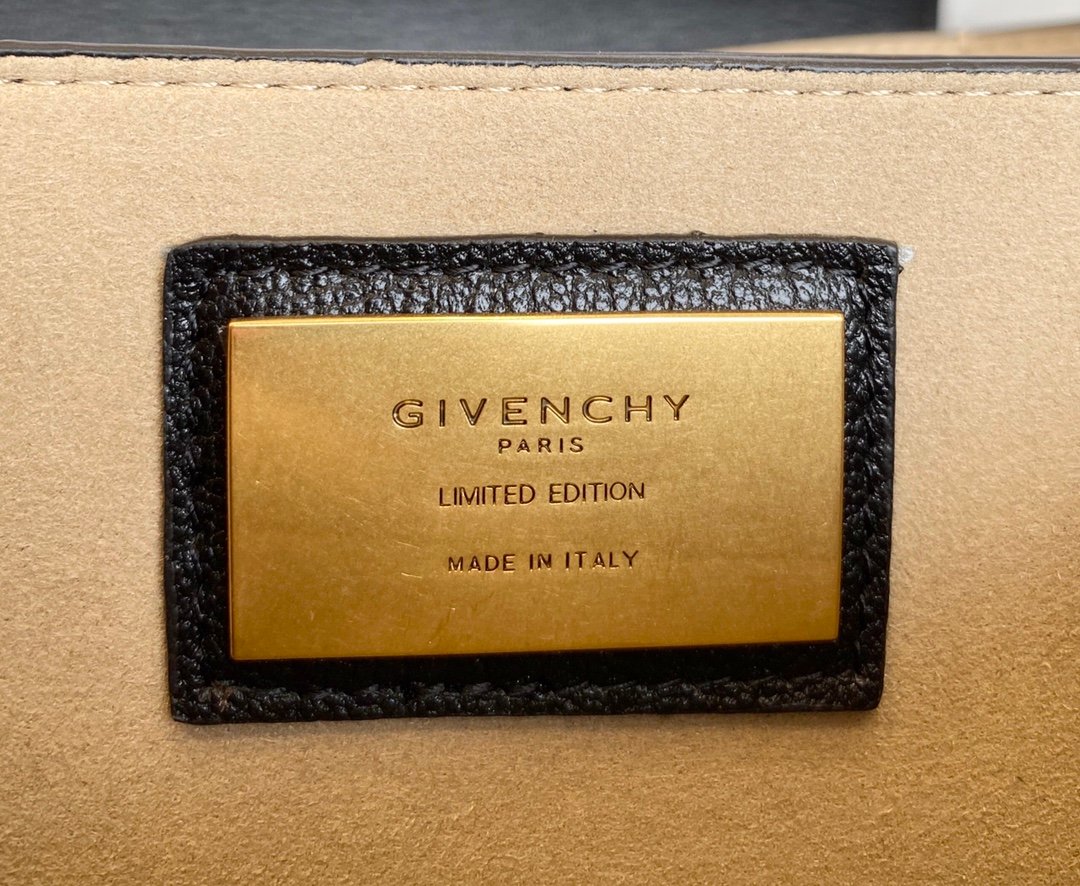 GIVENCHY
PARIS
LIMITED EDITION
MADE IN ITALY